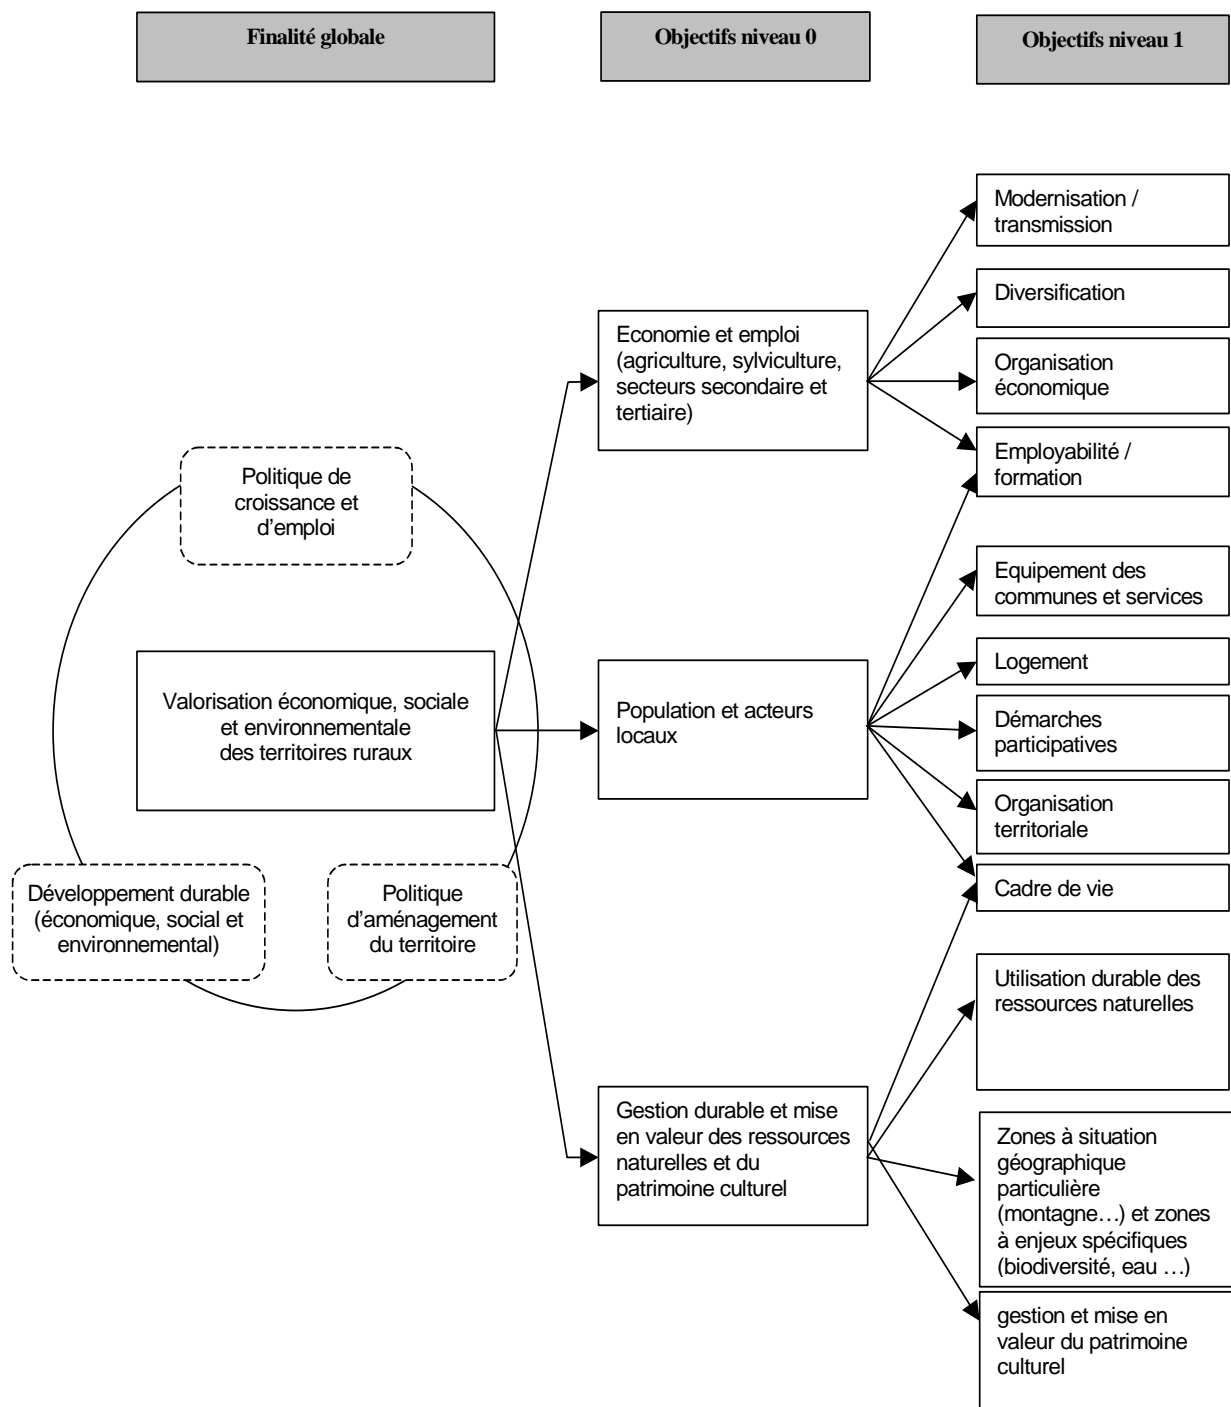 Finalité globale
Objectifs niveau 0
Objectifs niveau 1
Modernisation /
transmission
Diversification
Economie et emploi
(agriculture, sylviculture,
secteurs secondaire et
tertiaire)
Organisation
économique
Employabilité /
formation
Politique de
croissance et
d’emploi
Equipement des
communes et services
Logement
Valorisation économique, sociale
et environnementale
des territoires ruraux
Population et acteurs
locaux
Démarches
participatives
Organisation
territoriale
Cadre de vie
Développement durable
(économique, social et
environnemental)
Politique
d’aménagement
du territoire
Utilisation durable des
ressources naturelles
Gestion durable et mise
en valeur des ressources
naturelles et du
patrimoine culturel
Zones à situation
géographique
particulière
(montagne…) et zones
à enjeux spécifiques
(biodiversité, eau …)
gestion et mise en
valeur du patrimoine
culturel